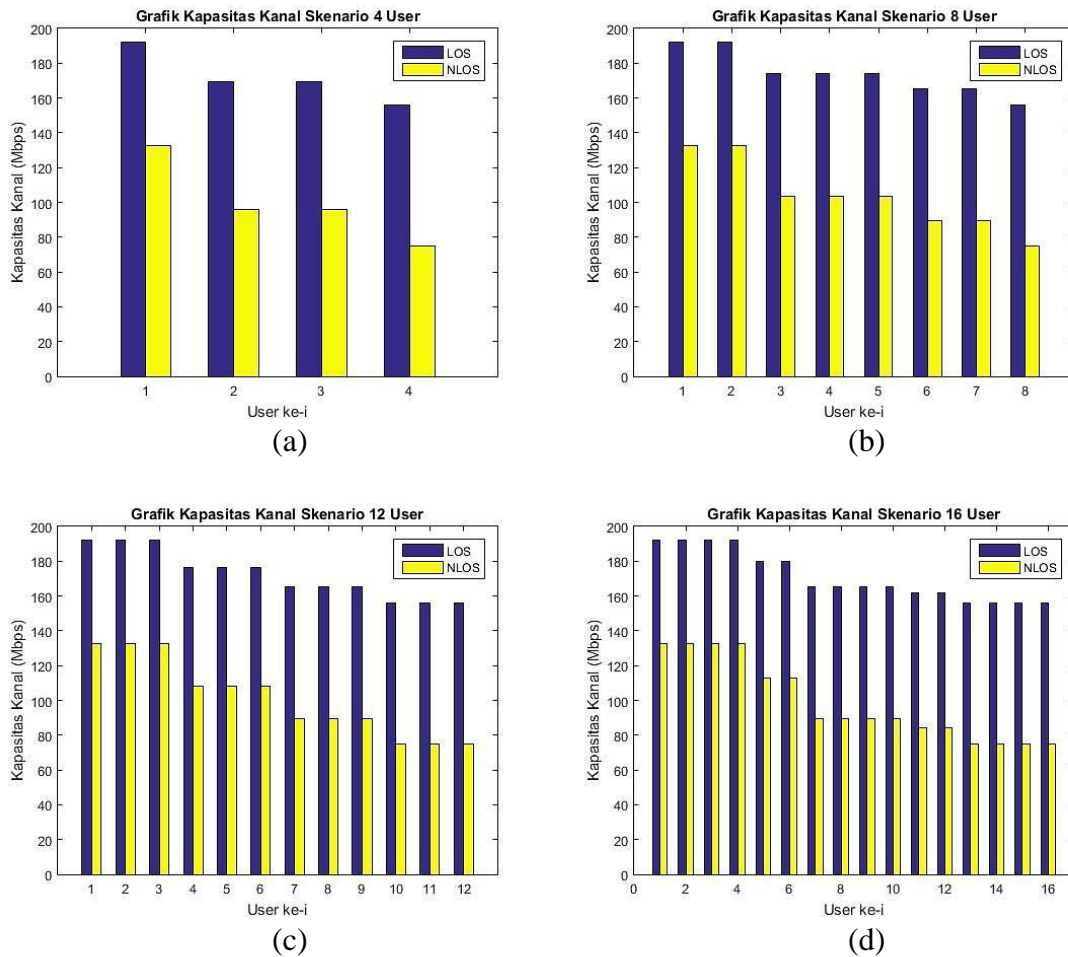 Grafik Kapasitas Kanal Skenario 4 User
200
180
160
140
120
100
80
60
40
20
0
Kapasitas Kanal (Mbps)
LOS
NLOS
1 2 3 4
User ke-i
(a)
Grafik Kapasitas Kanal Skenario 8 User
200
180
160
140
120
100
80
60
40
20
0
Kapasitas Kanal (Mbps)
LOS
NLOS
1 2 3 4 5 6 7 8
User ke-i
(b)
Grafik Kapasitas Kanal Skenario 12 User
200
180
160
140
120
100
80
60
40
20
0
Kapasitas Kanal (Mbps)
LOS
NLOS
1 2 3 4 5 6 7 8 9 10 11 12
User ke-i
(c)
Grafik Kapasitas Kanal Skenario 16 User
200
180
160
140
120
100
80
60
40
20
0
Kapasitas Kanal (Mbps)
LOS
NLOS
0 2 4 6 8 10 12 14 16
User ke-i
(d)